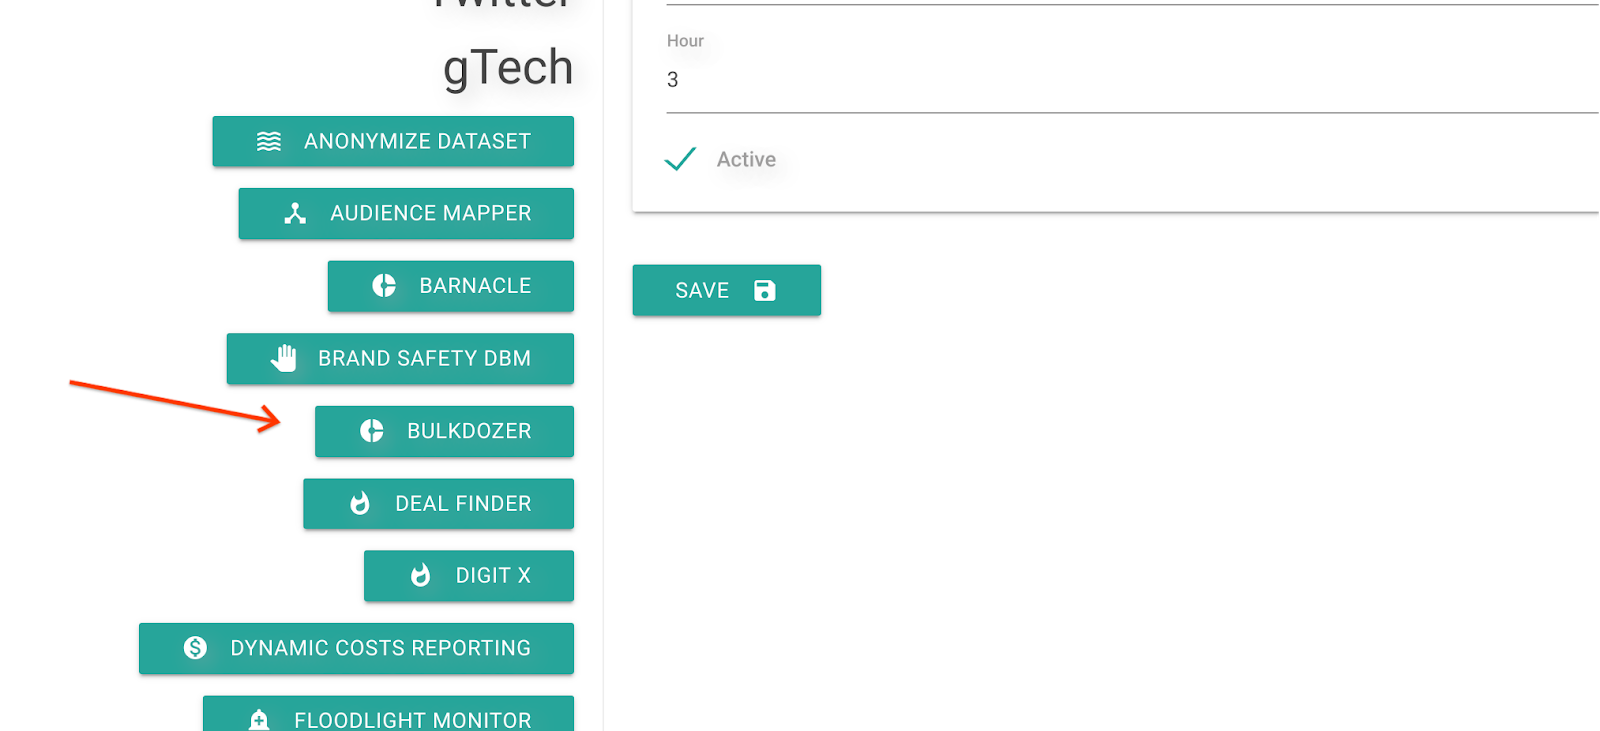 Twitter
gTech
ANONYMIZE DATASET
AUDIENCE MAPPER
BARNACLE
BRAND SAFETY DBM
BULKDOZER
DEAL FINDER
DIGIT X
DYNAMIC COSTS REPORTING
FLOODLIGHT MONITOR
Hour
3
Active
SAVE